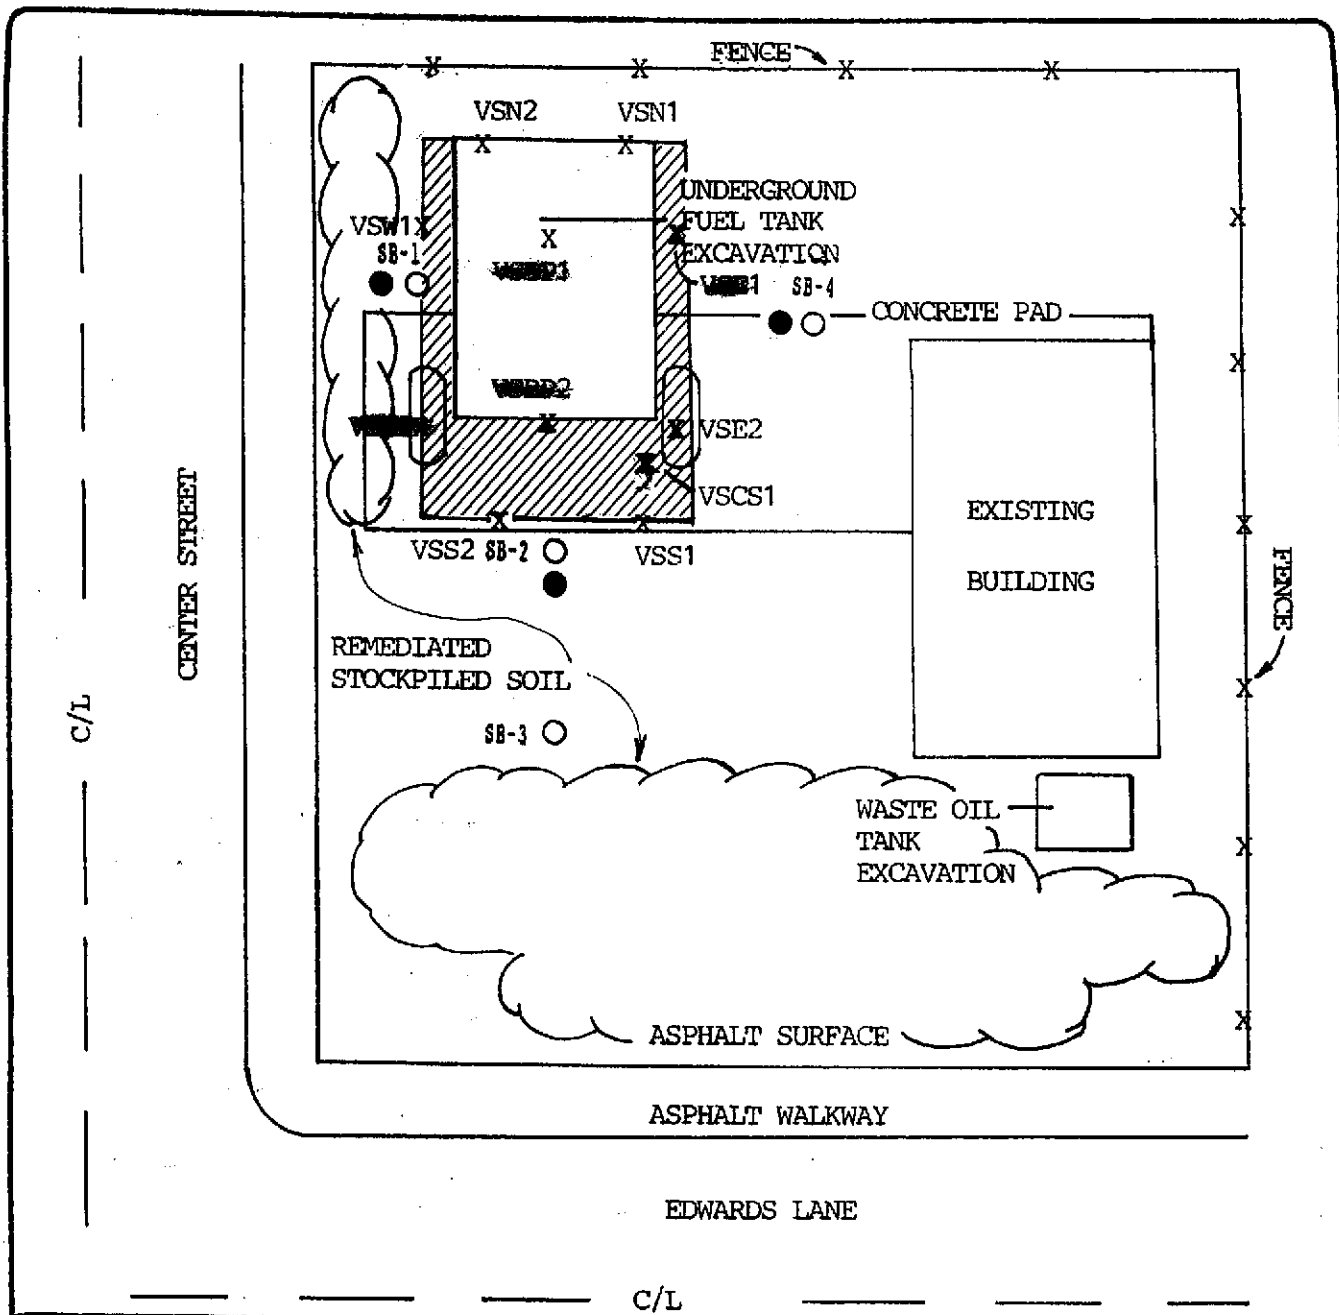 FENCE
VSN2
VSN1
UNDERGROUND
FUEL TANK
EXCAVATION
VSW1
SB-1
SB-4
CONCRETE PAD
VSE2
VSCS1
EXISTING
BUILDING
VSS2
SB-2
VSS1
CENTER STREET
FENCE
REMEDIATED
STOCKPILED SOIL
C/L
SB-3
WASTE OIL
TANK
EXCAVATION
ASPHALT SURFACE
ASPHALT WALKWAY
EDWARDS LANE
C/L